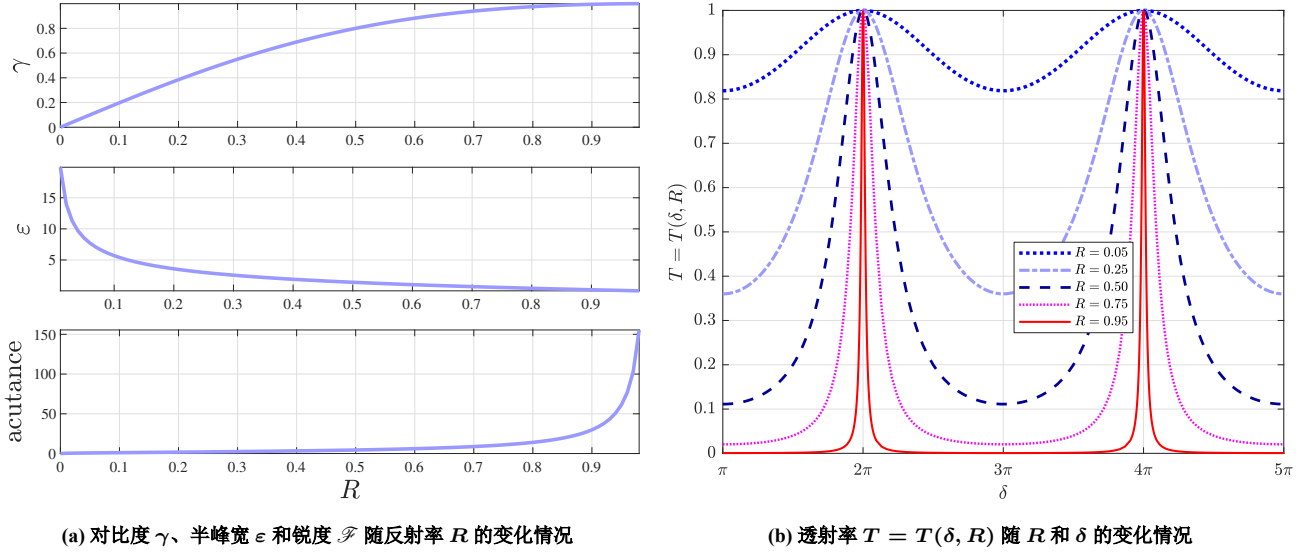 0.8
0.6
0.4
0.2
0
γ
0 0.1 0.2 0.3 0.4 0.5 0.6 0.7 0.8 0.9
15
10
5
ε
0.1 0.2 0.3 0.4 0.5 0.6 0.7 0.8 0.9
150
100
50
0
acutance
0 0.1 0.2 0.3 0.4 0.5 0.6 0.7 0.8 0.9
R
(a) 对比度 γ、半峰宽 ε 和锐度 ℱ 随反射率 R 的变化情况
1
0.9
0.8
0.7
0.6
0.5
0.4
0.3
0.2
0.1
0
T = T(δ, R)
R = 0.05
R = 0.25
R = 0.50
R = 0.75
R = 0.95
π 2π 3π 4π 5π
δ
(b) 透射率 T = T(δ, R) 随 R 和 δ 的变化情况